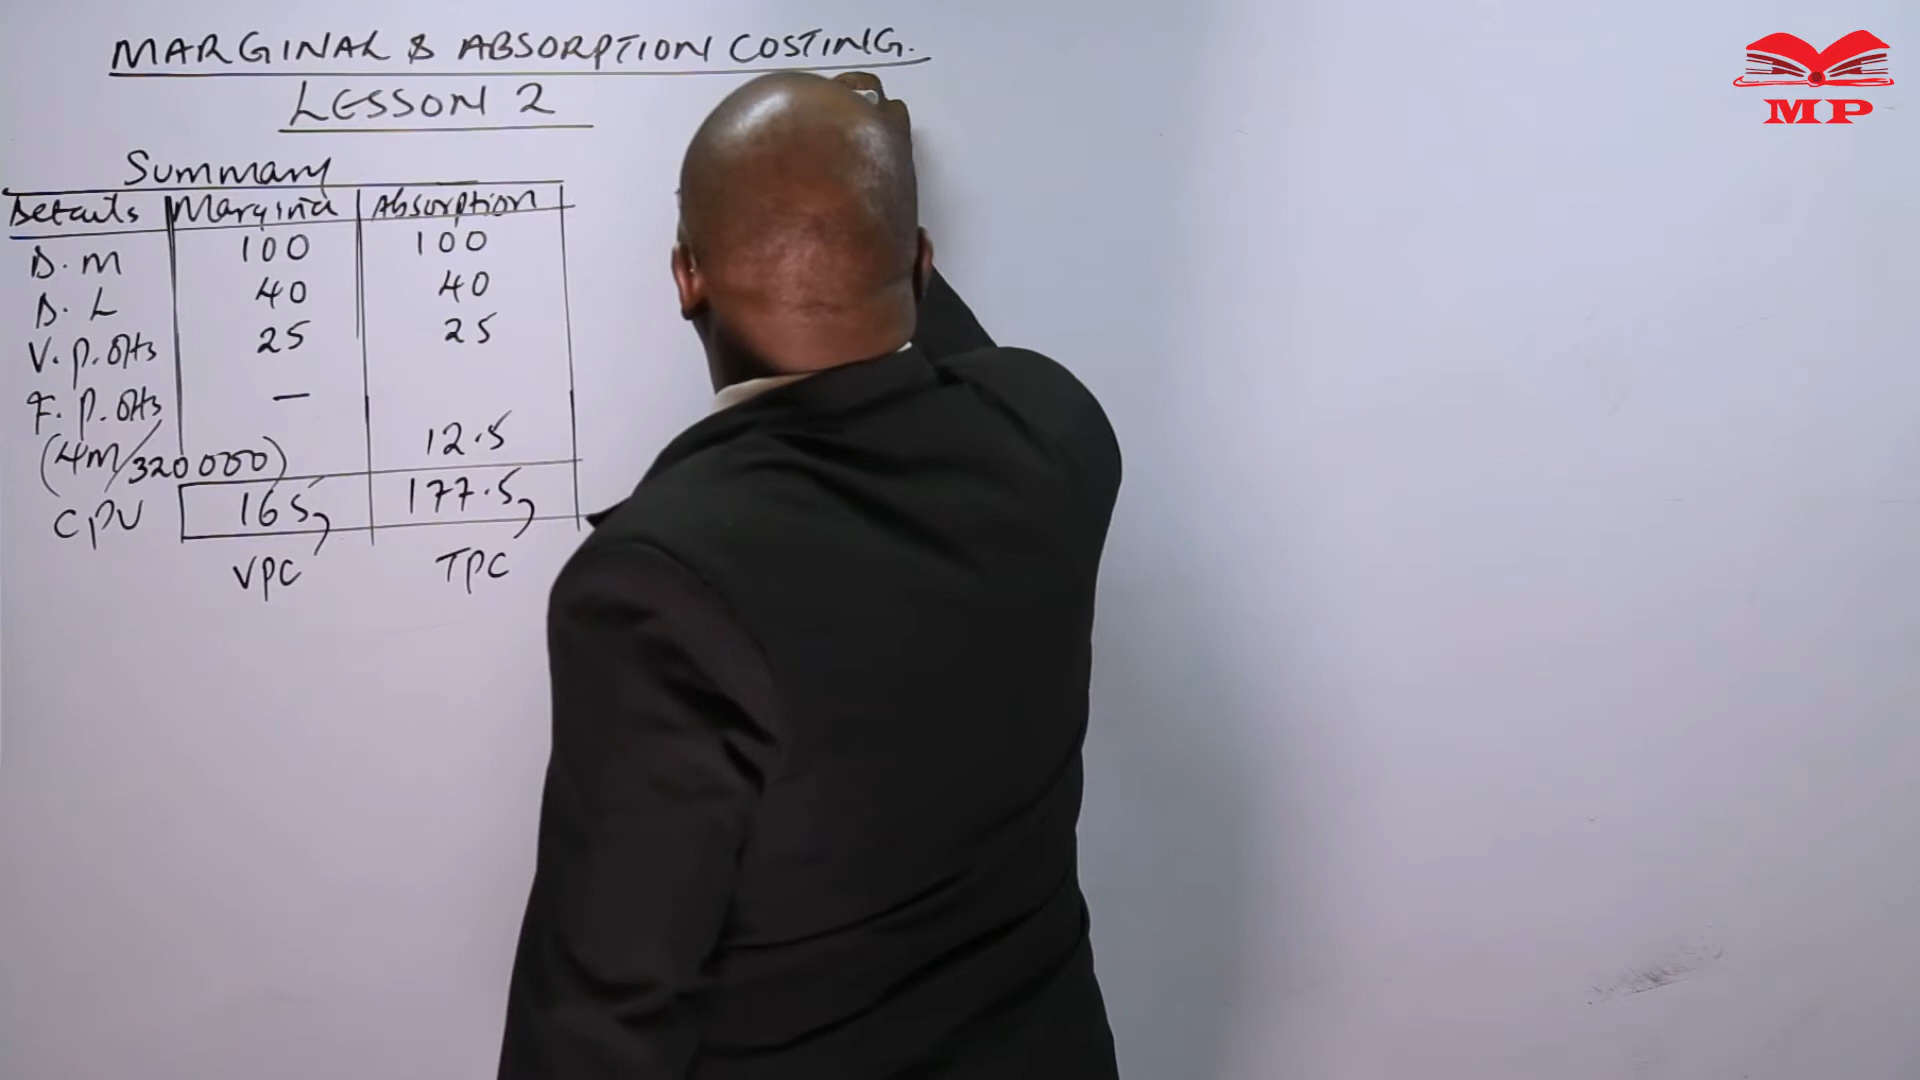 MARGINAL & ABSORPTION COSTING.
LESSON 2
Summary
Details Marginal Absorption
D.M 100 100
D.L 40 40
V.p.OHs 25 25
F.p.OHs —
(4m/320000) 12.5
CPU 165 177.5
VPC TPC
MP